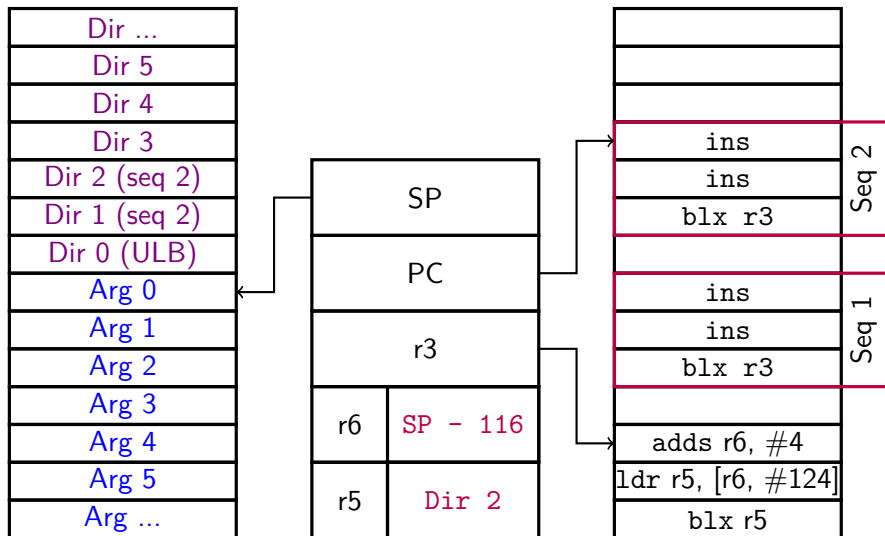 Dir ...
Dir 5
Dir 4
Dir 3
Dir 2 (seq 2)
Dir 1 (seq 2)
Dir 0 (ULB)
Arg 0
Arg 1
Arg 2
Arg 3
Arg 4
Arg 5
Arg ...
SP
PC
r3
r6 SP - 116
r5 Dir 2
ins
ins
blx r3
Seq 2
ins
ins
blx r3
Seq 1
adds r6, #4
ldr r5, [r6, #124]
blx r5